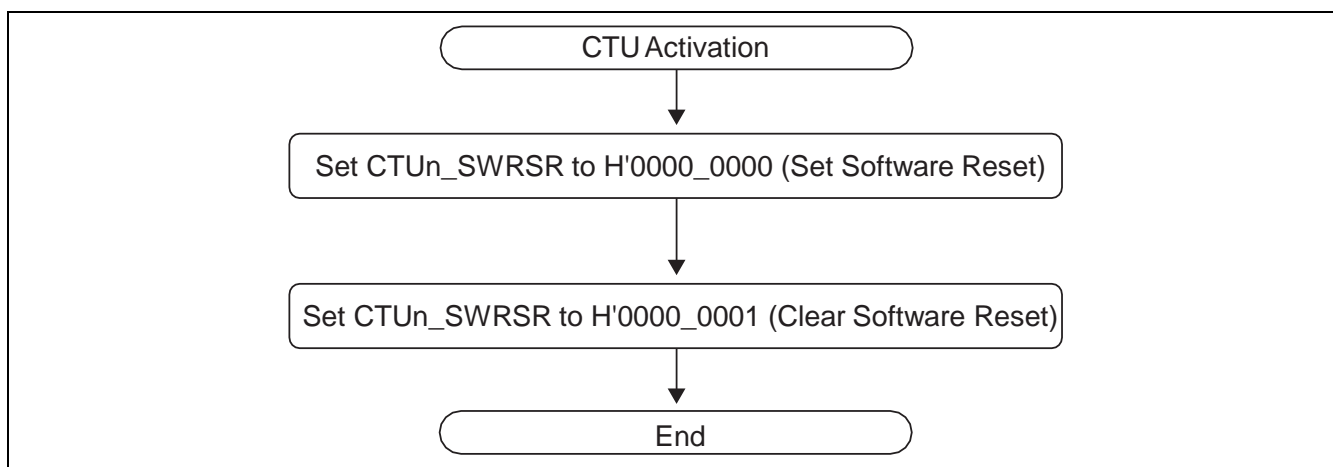 CTU Activation
Set CTUn_SWRSR to H'0000_0000 (Set Software Reset)
Set CTUn_SWRSR to H'0000_0001 (Clear Software Reset)
End